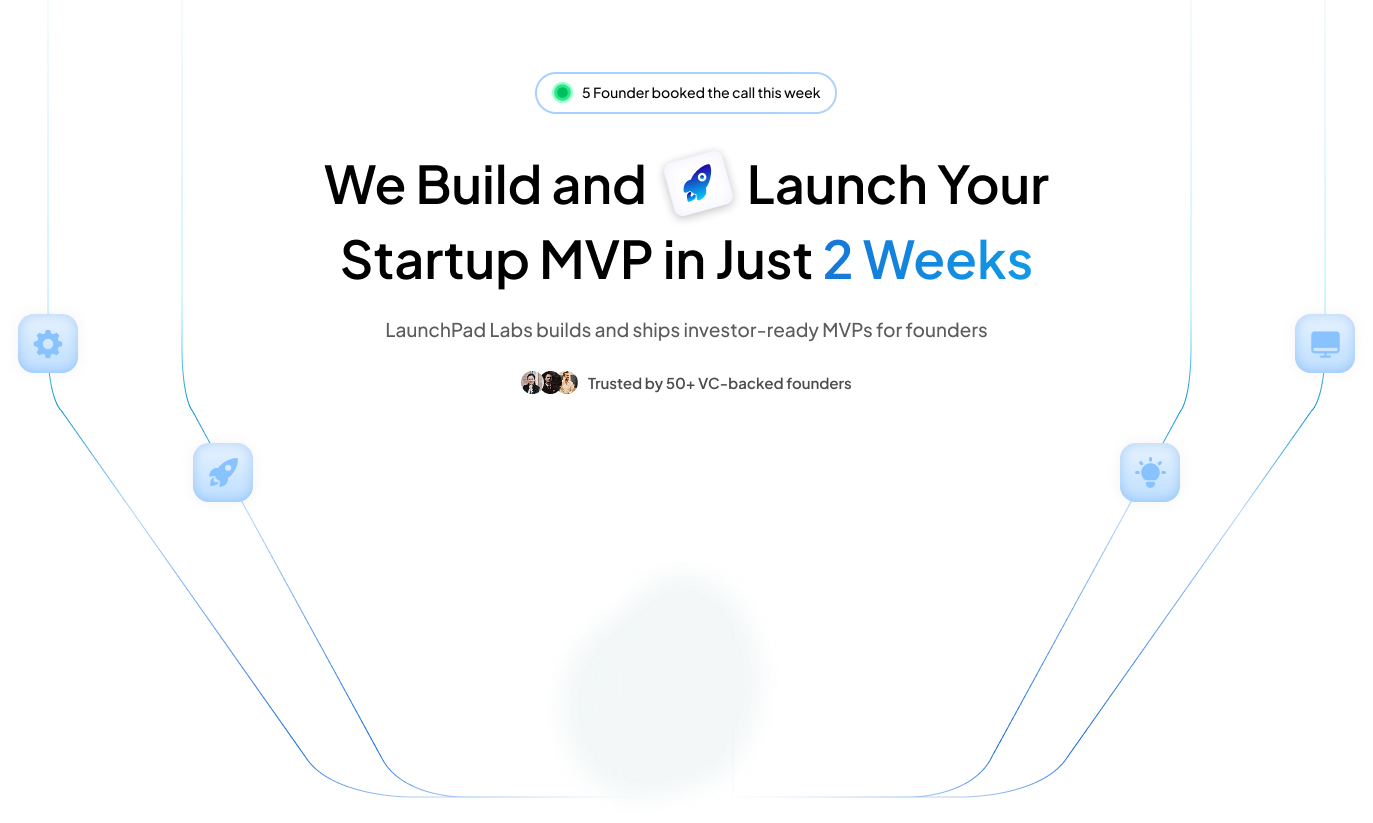 5 Founder booked the call this week
We Build and Launch Your
Startup MVP in Just 2 Weeks
LaunchPad Labs builds and ships investor-ready MVPs for founders
Trusted by 50+ VC-backed founders